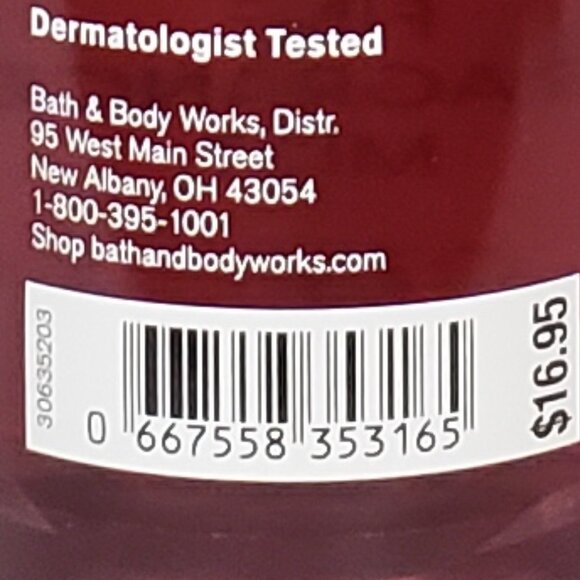 Dermatologist Tested
Bath & Body Works, Distr.
95 West Main Street
New Albany, OH 43054
1-800-395-1001
Shop bathandbodyworks.com
30635203
0 667558 353165
$16.95